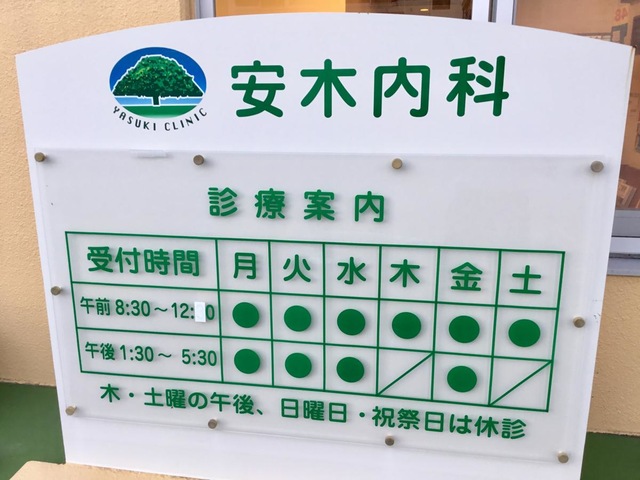 安木内科
YASUKI CLINIC
診療案内
受付時間 月 火 水 木 金 土
午前 8:30～12: 0 ● ● ● ● ● ●
午後 1:30～ 5:30 ● ● ● ／ ● ／
木・土曜の午後、日曜日・祝祭日は休診